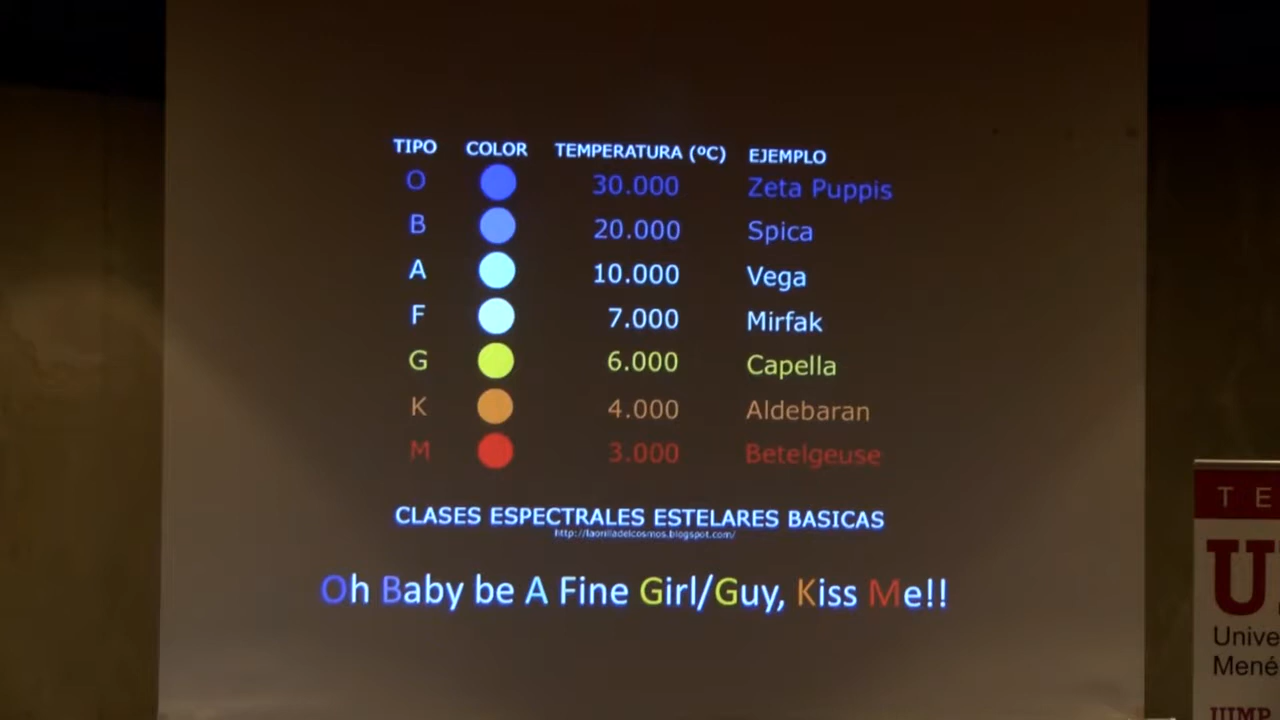 TIPO COLOR TEMPERATURA (ºC) EJEMPLO
O 30.000 Zeta Puppis
B 20.000 Spica
A 10.000 Vega
F 7.000 Mirfak
G 6.000 Capella
K 4.000 Aldebaran
M 3.000 Betelgeuse
CLASES ESPECTRALES ESTELARES BASICAS
http://laorilladelcosmos.blogspot.com/
Oh Baby be A Fine Girl/Guy, Kiss Me!!
T E
U
Unive
Mené
UIMP